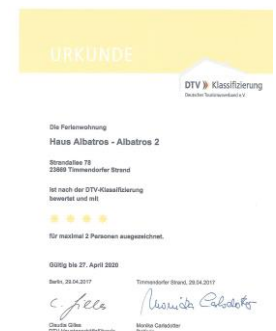 URKUNDE
DTV Klassifizierung
Deutscher Tourismusverband e.V.
Die Ferienwohnung
Haus Albatros - Albatros 2
Strandallee 78
23669 Timmendorfer Strand
ist nach der DTV-Klassifizierung
bewertet und mit
für maximal 2 Personen ausgezeichnet.
Gültig bis 27. April 2020
Berlin, 28.04.2017
Timmendorfer Strand, 28.04.2017
Claudia Gilles
Monika Carlsdotter